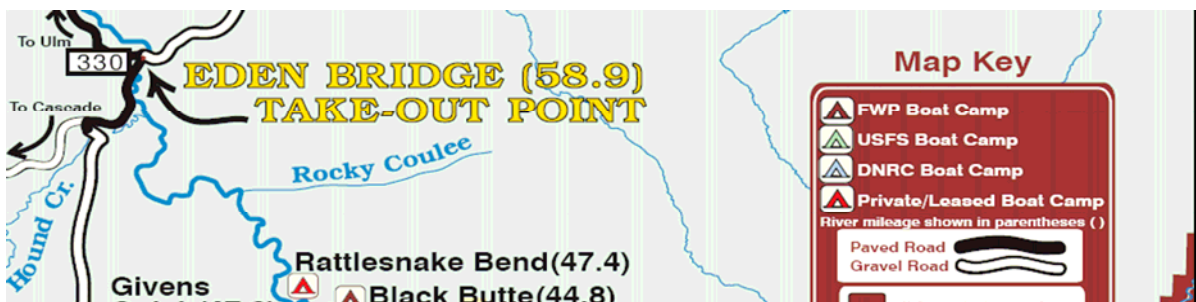 To Ulm
330
EDEN BRIDGE (58.9)
TAKE-OUT POINT
To Cascade
Rocky Coulee
Hound Cr.
Rattlesnake Bend(47.4)
Givens
Black Butte(44.8)
Map Key
FWP Boat Camp
USFS Boat Camp
DNRC Boat Camp
Private/Leased Boat Camp
River mileage shown in parentheses ( )
Paved Road
Gravel Road